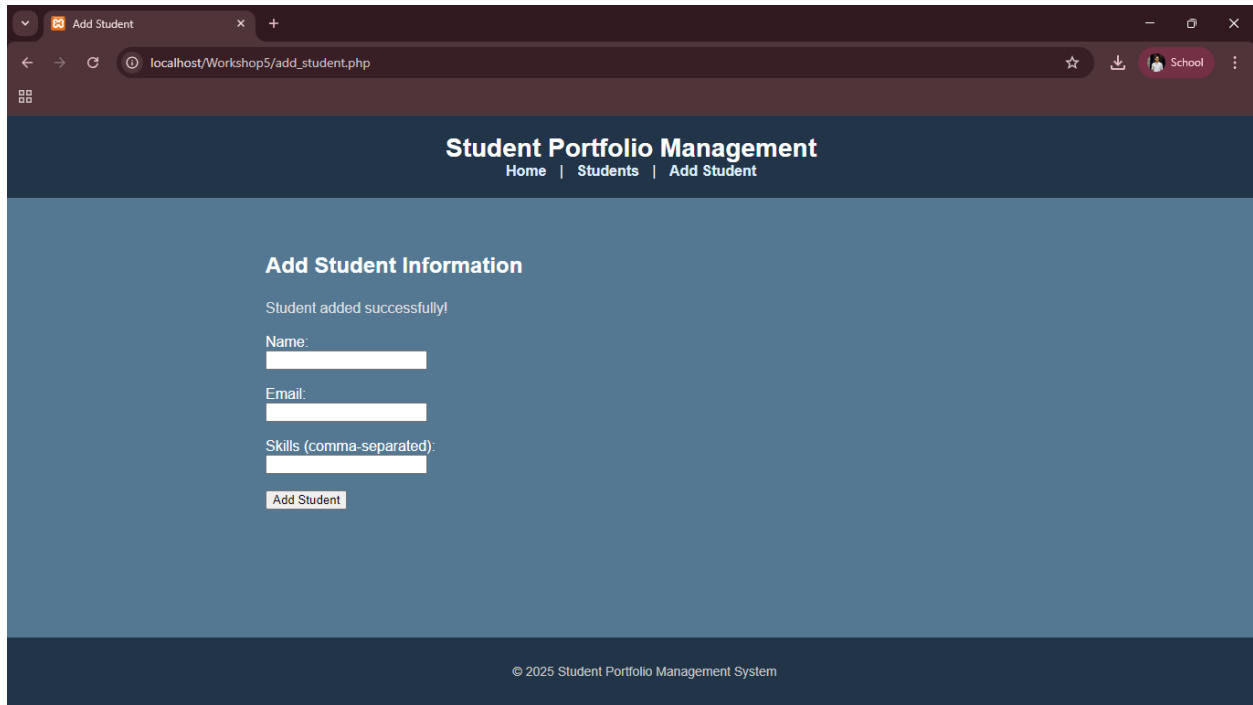 Add Student
localhost/Workshop5/add_student.php
School
Student Portfolio Management
Home | Students | Add Student
Add Student Information
Student added successfully!
Name:
Email:
Skills (comma-separated):
Add Student
© 2025 Student Portfolio Management System